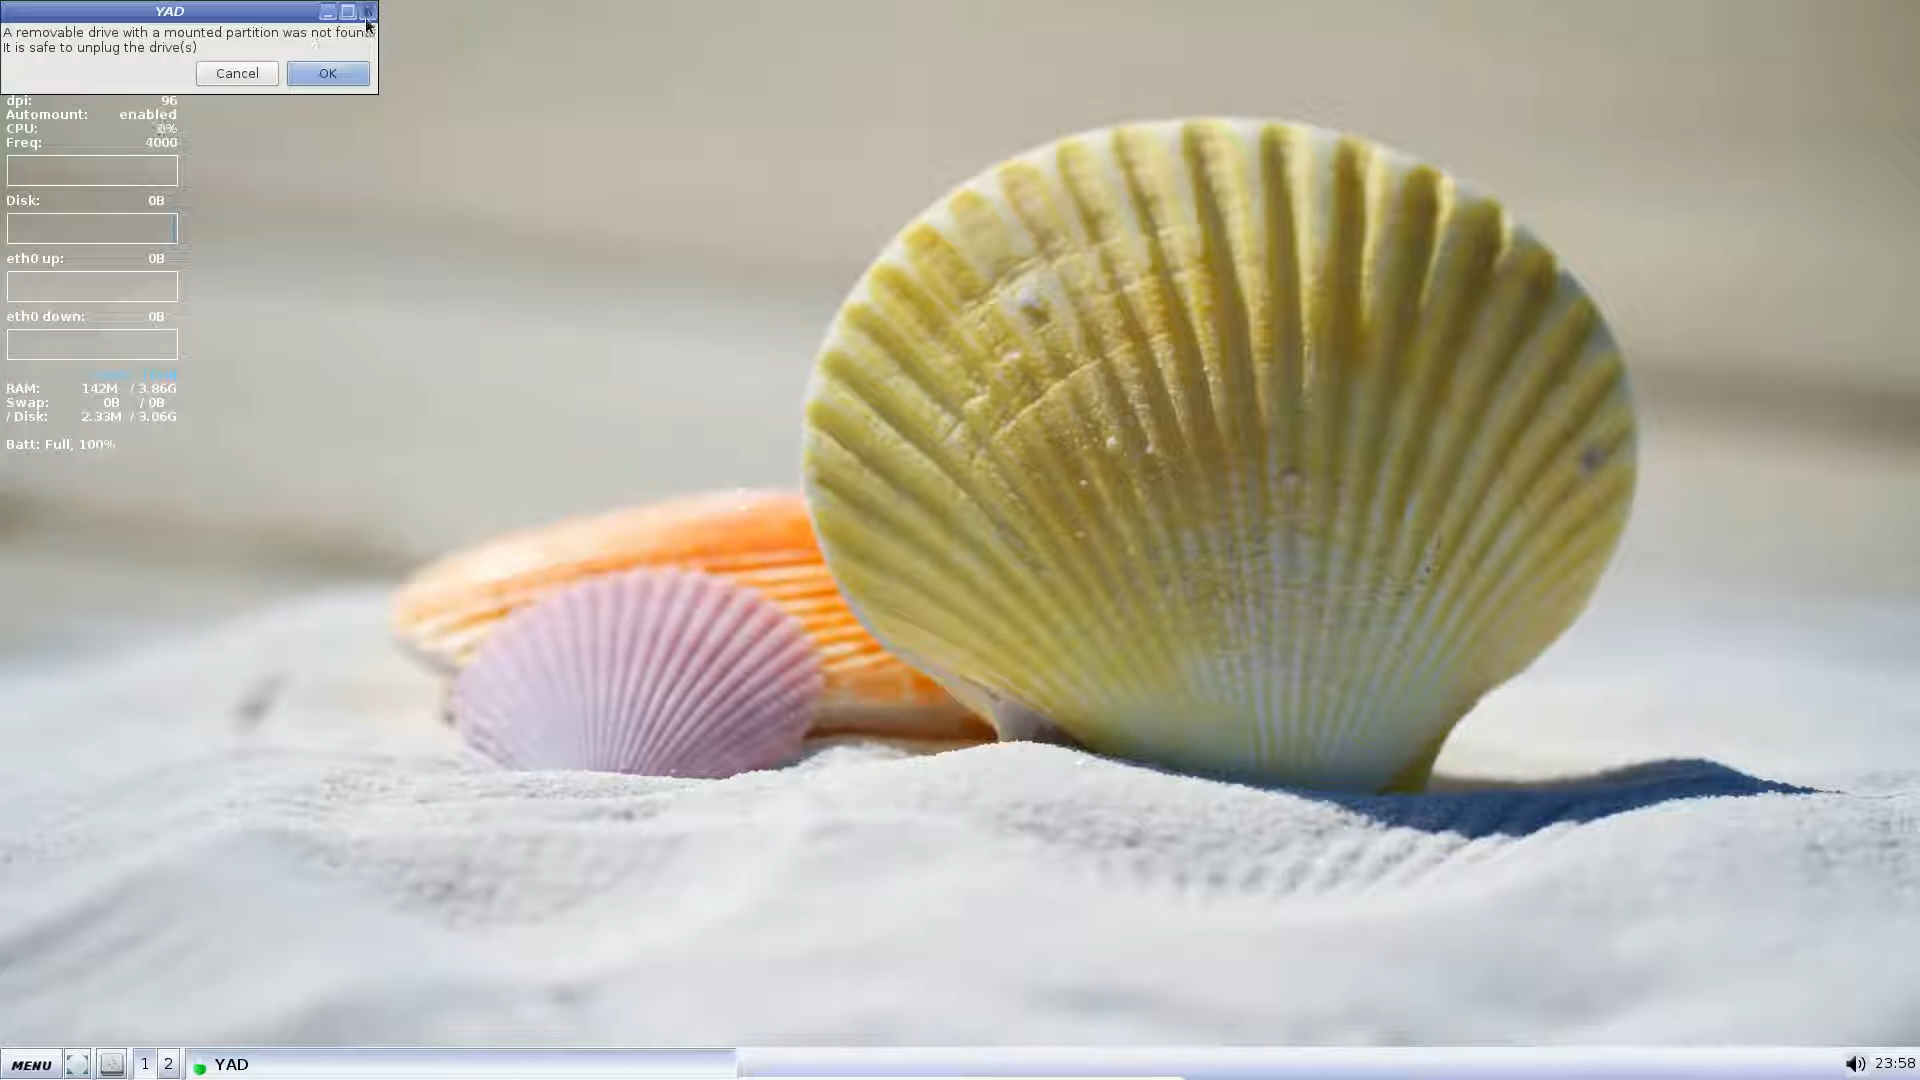 YAD
A removable drive with a mounted partition was not found
It is safe to unplug the drive(s)
Cancel OK
dpi: 96
Automount: enabled
CPU:
Freq: 4000
Disk: 0B
eth0 up: 0B
eth0 down: 0B
RAM: 142M / 3.86G
Swap: 0B / 0B
/ Disk: 2.33M / 3.06G
Batt: Full, 100%
MENU 1 2 YAD 23:58